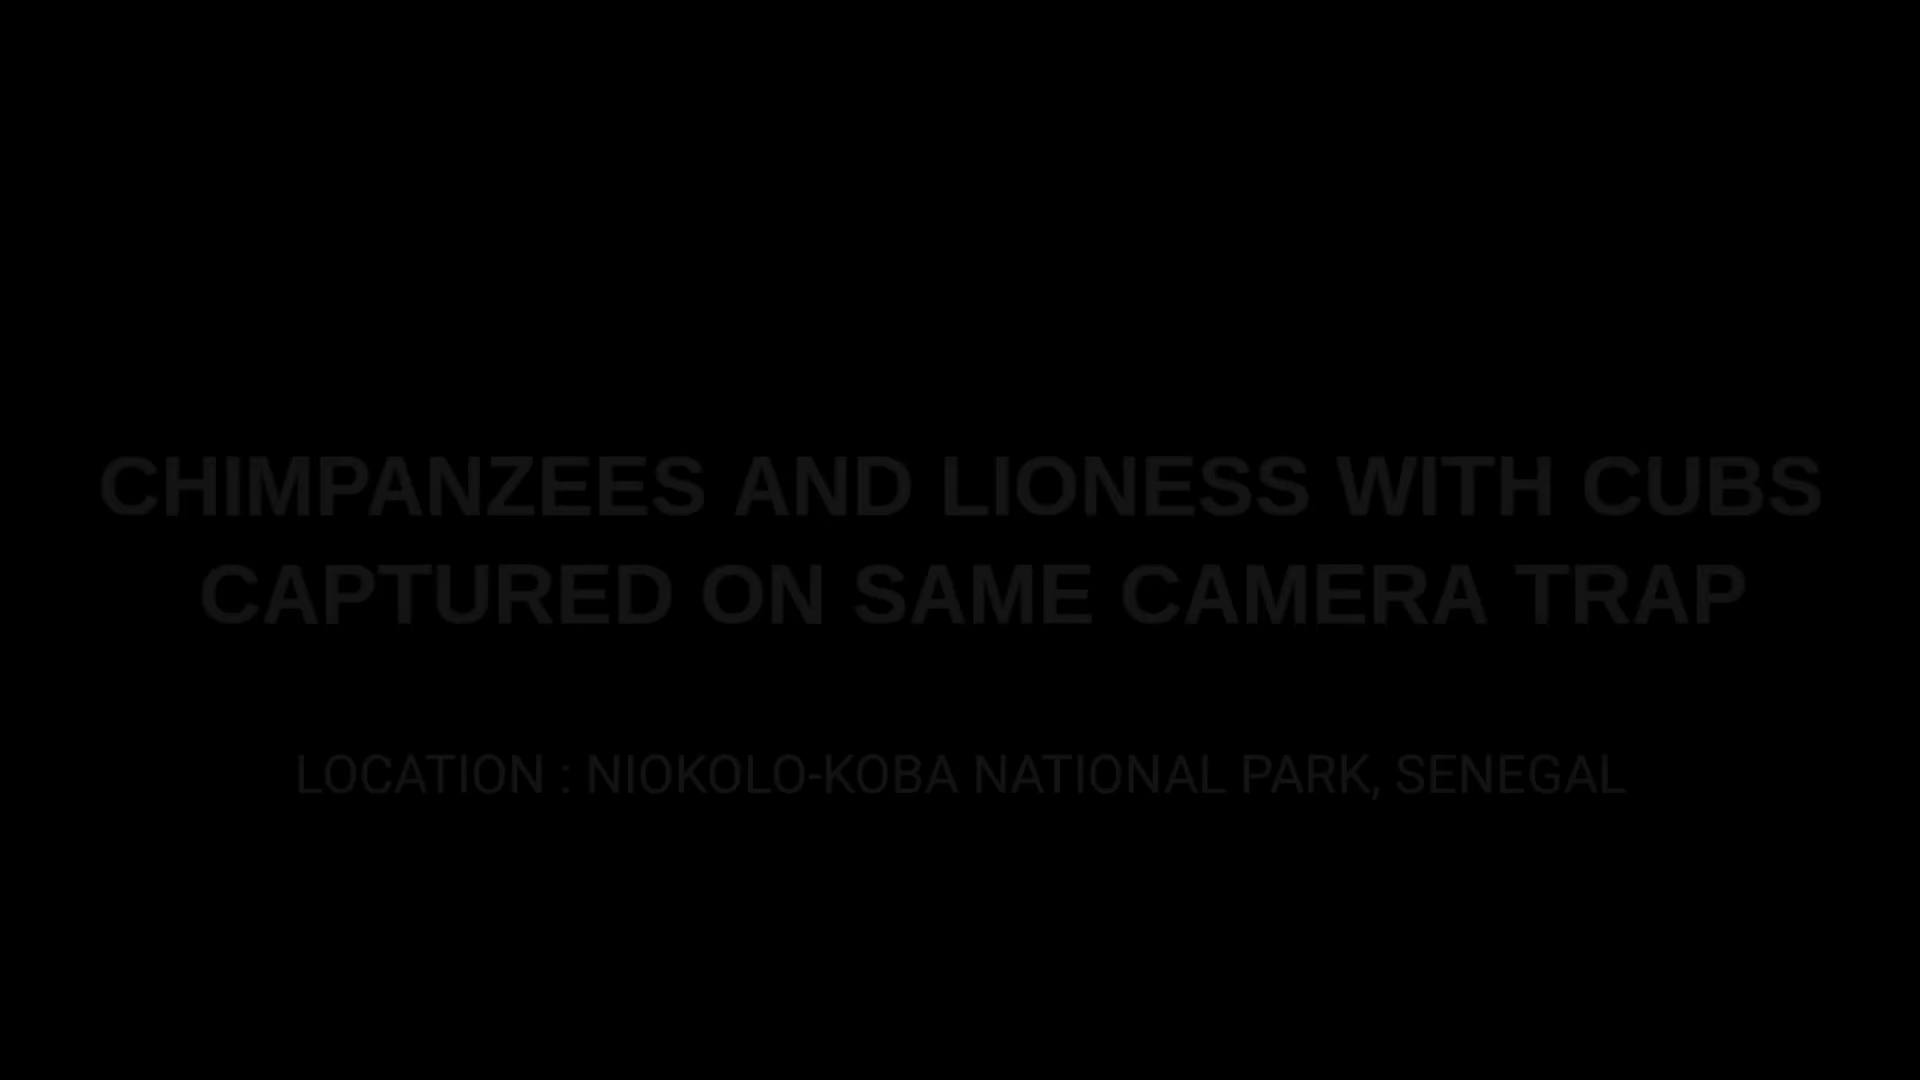 CHIMPANZEES AND LIONESS WITH CUBS
CAPTURED ON SAME CAMERA TRAP
LOCATION : NIOKOLO-KOBA NATIONAL PARK, SENEGAL